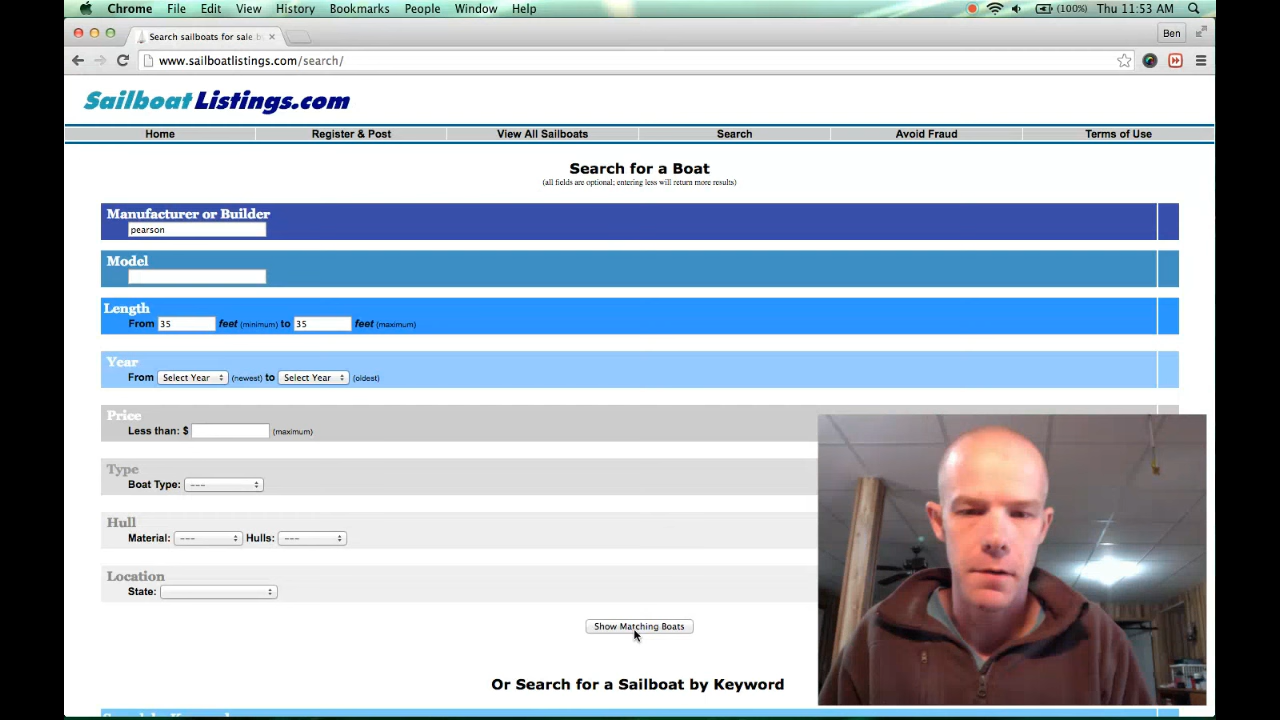 Chrome File Edit View History Bookmarks People Window Help (100%) Thu 11:53 AM
Search sailboats for sale b × Ben
www.sailboatlistings.com/search/
Sailboat Listings.com
Home Register & Post View All Sailboats Search Avoid Fraud Terms of Use
Search for a Boat
(all fields are optional; entering less will return more results)
Manufacturer or Builder
pearson
Model
Length
From 35 feet (minimum) to 35 feet (maximum)
Year
From Select Year (newest) to Select Year (oldest)
Price
Less than: $ (maximum)
Type
Boat Type: ---
Hull
Material: --- Hulls: ---
Location
State:
Show Matching Boats
Or Search for a Sailboat by Keyword